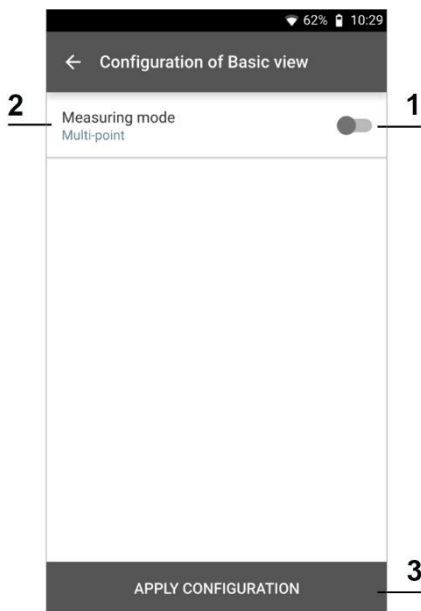 62% 10:29
Configuration of Basic view
2
Measuring mode
1
Multi-point
APPLY CONFIGURATION
3